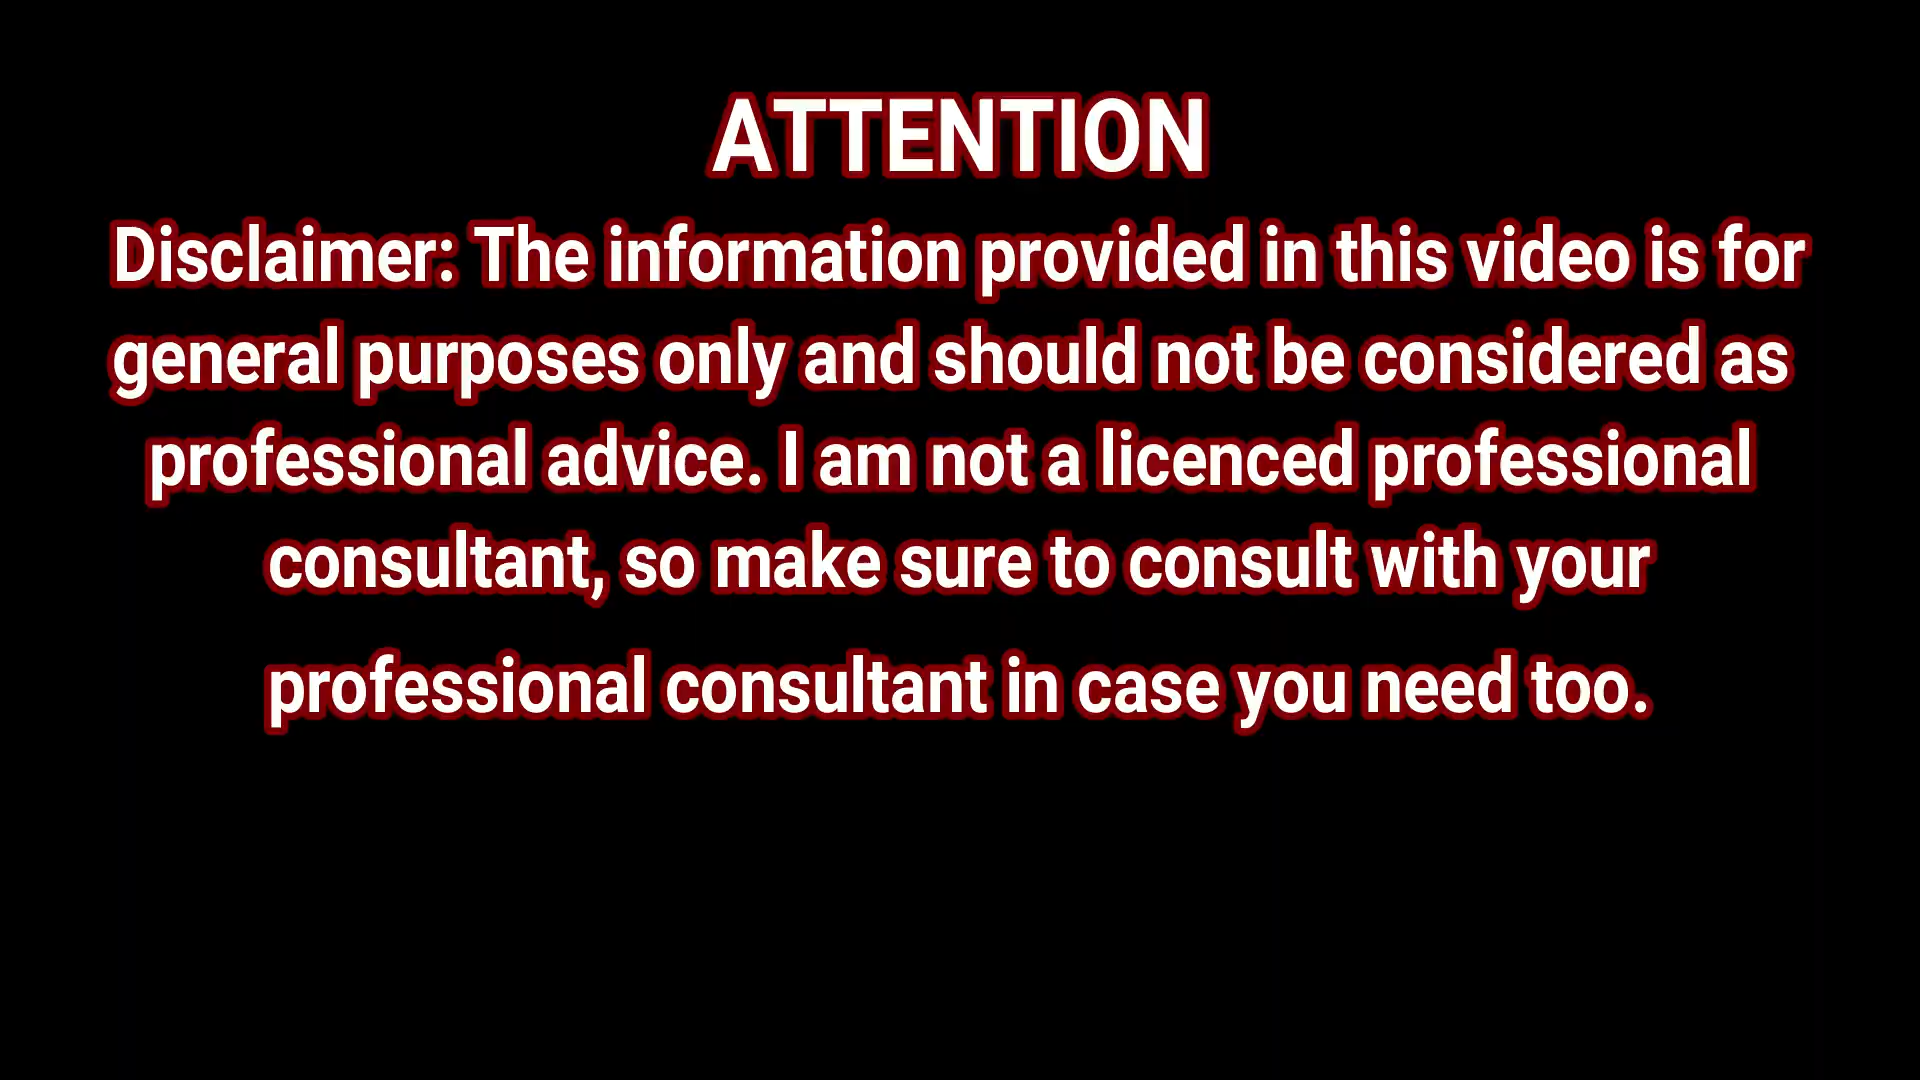 ATTENTION
Disclaimer: The information provided in this video is for
general purposes only and should not be considered as
professional advice. I am not a licenced professional
consultant, so make sure to consult with your
professional consultant in case you need too.